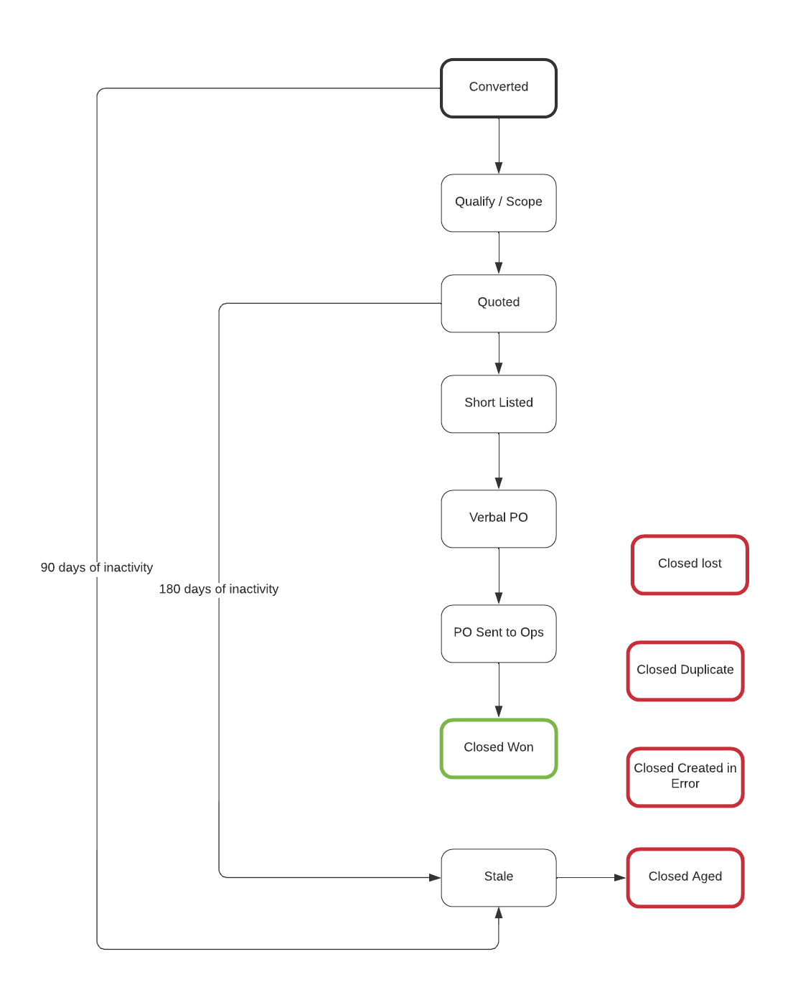 Converted
Qualify / Scope
Quoted
Short Listed
Verbal PO
Closed lost
90 days of inactivity
180 days of inactivity
PO Sent to Ops
Closed Duplicate
Closed Won
Closed Created in
Error
Stale
Closed Aged